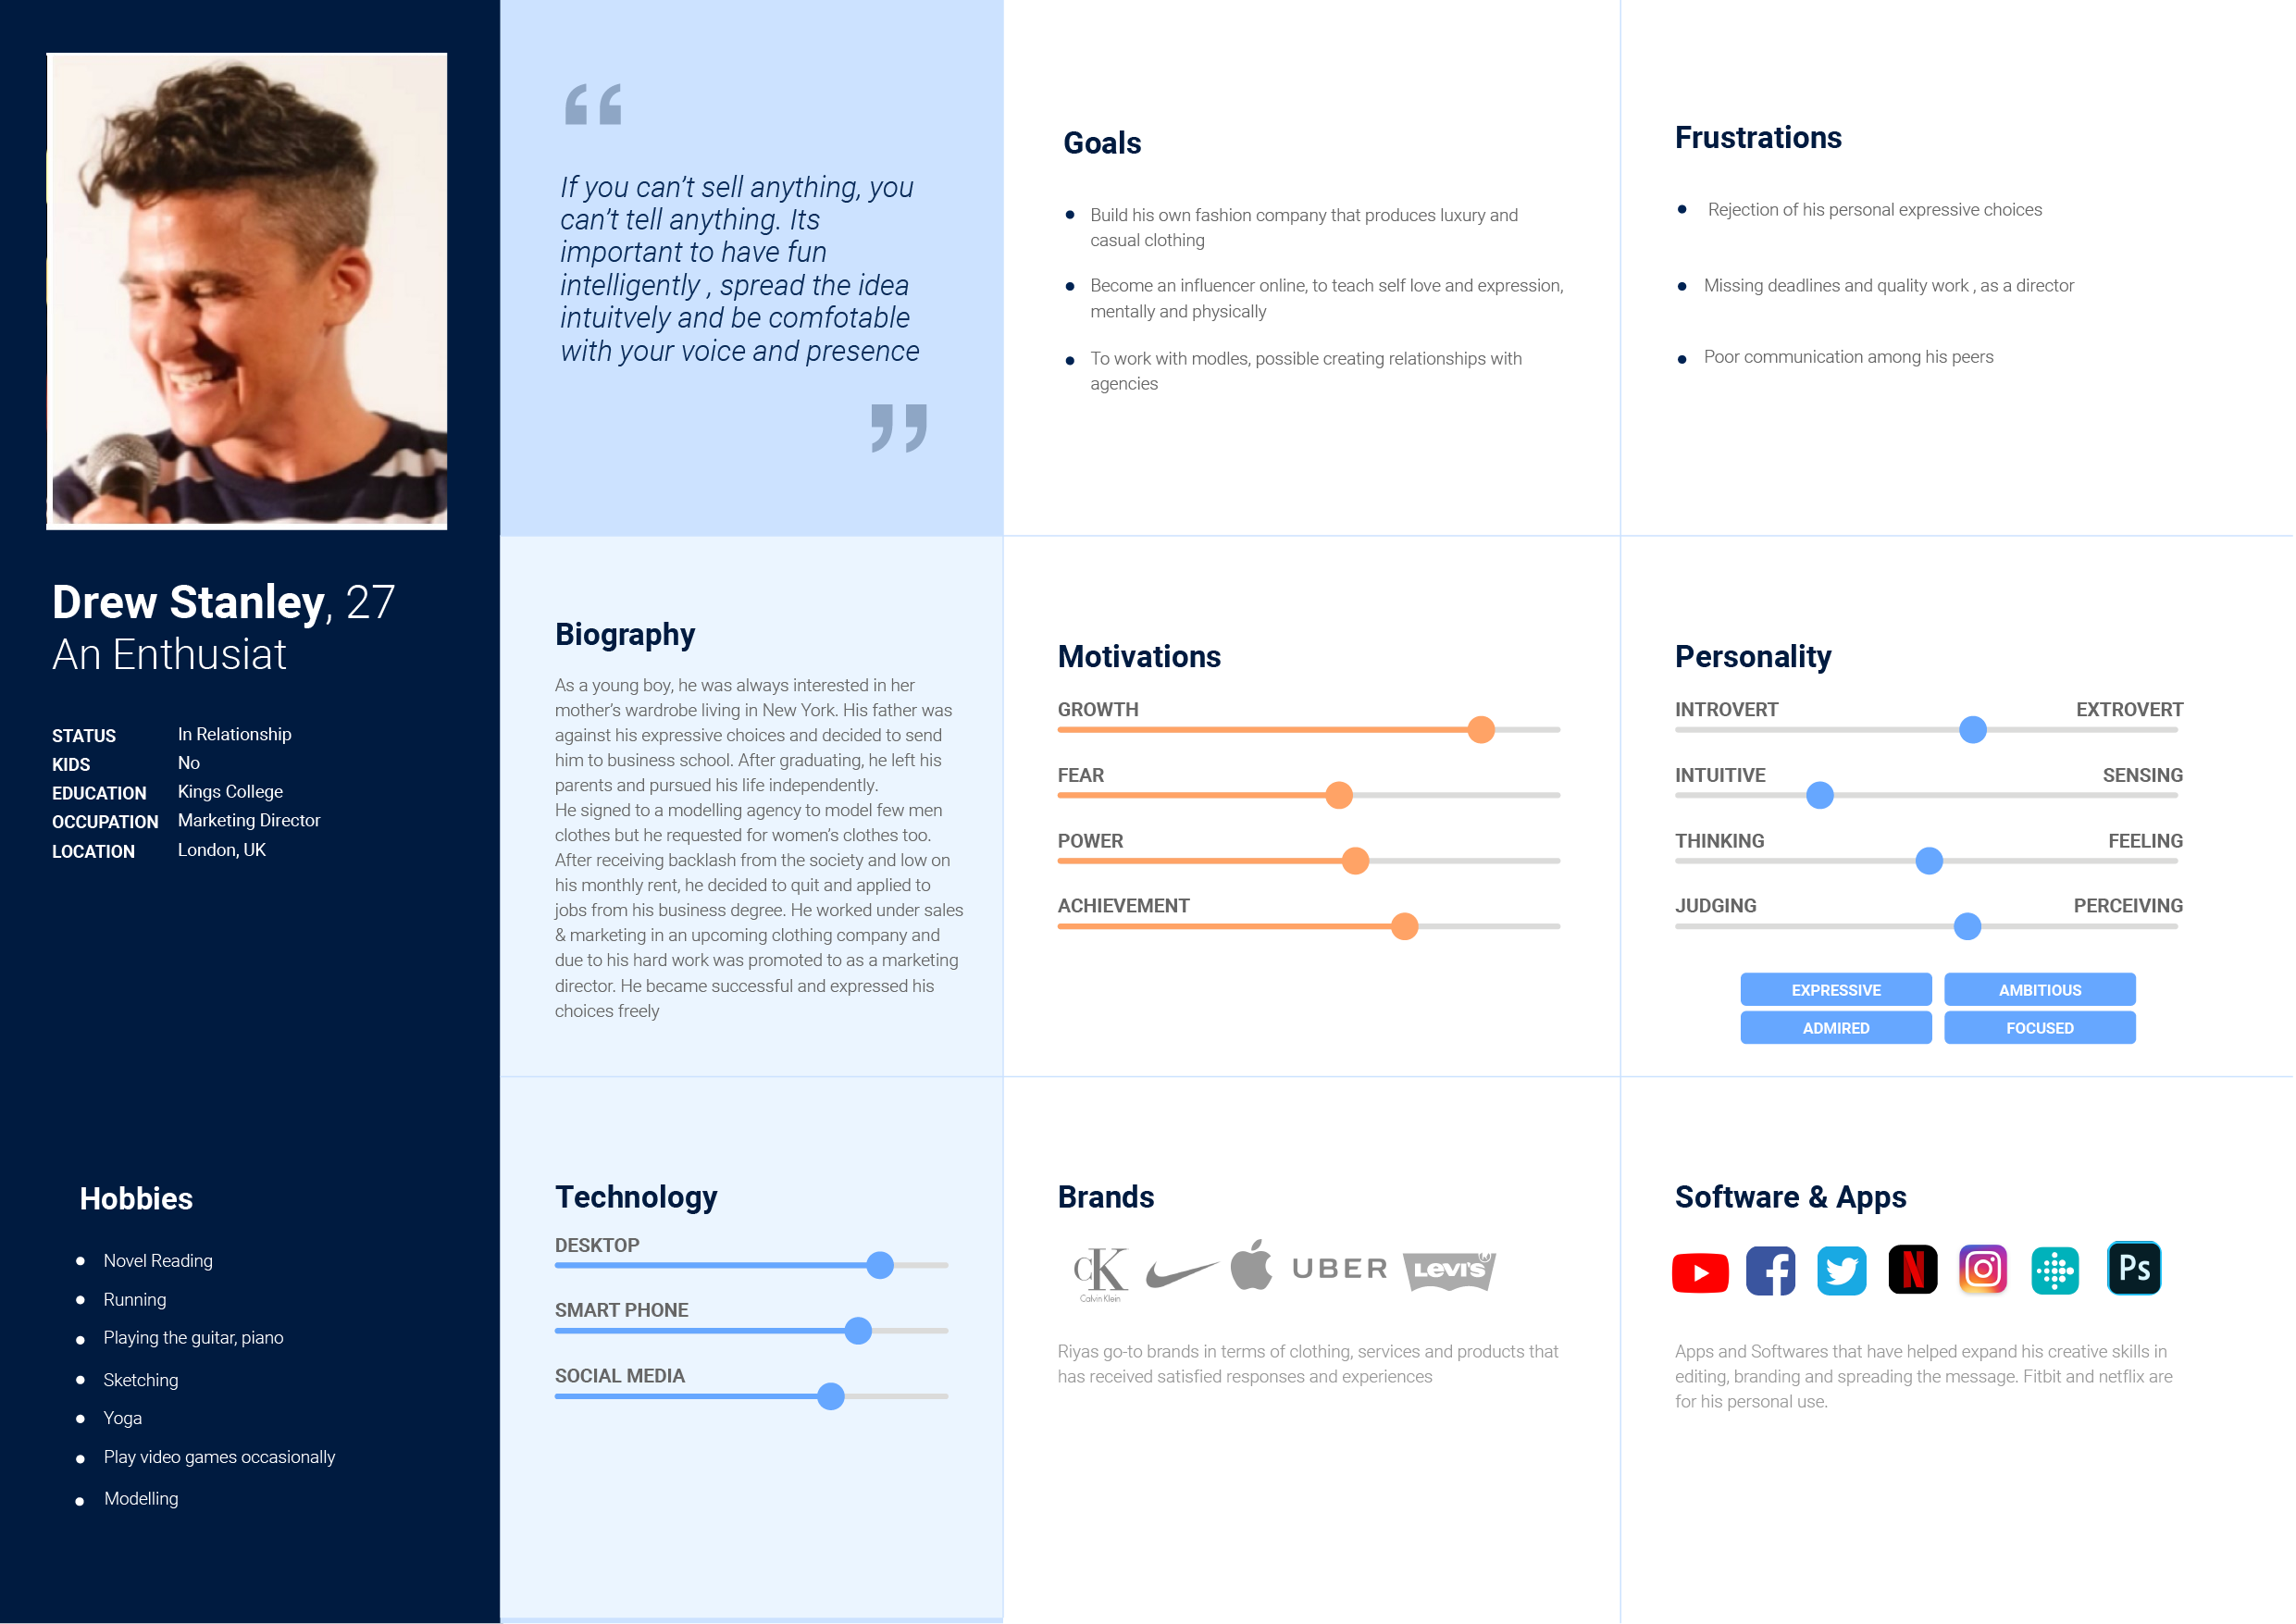 Drew Stanley, 27
An Enthusiat
STATUS In Relationship
KIDS No
EDUCATION Kings College
OCCUPATION Marketing Director
LOCATION London, UK
Hobbies
Novel Reading
Running
Playing the guitar, piano
Sketching
Yoga
Play video games occasionally
Modelling
“
If you can’t sell anything, you
can’t tell anything. Its
important to have fun
intelligently , spread the idea
intuitvely and be comfotable
with your voice and presence
”
Goals
Build his own fashion company that produces luxury and
casual clothing
Become an influencer online, to teach self love and expression,
mentally and physically
To work with modles, possible creating relationships with
agencies
Frustrations
Rejection of his personal expressive choices
Missing deadlines and quality work , as a director
Poor communication among his peers
Biography
As a young boy, he was always interested in her
mother’s wardrobe living in New York. His father was
against his expressive choices and decided to send
him to business school. After graduating, he left his
parents and pursued his life independently.
He signed to a modelling agency to model few men
clothes but he requested for women’s clothes too.
After receiving backlash from the society and low on
his monthly rent, he decided to quit and applied to
jobs from his business degree. He worked under sales
& marketing in an upcoming clothing company and
due to his hard work was promoted to as a marketing
director. He became successful and expressed his
choices freely
Motivations
GROWTH
FEAR
POWER
ACHIEVEMENT
Personality
INTROVERT EXTROVERT
INTUITIVE SENSING
THINKING FEELING
JUDGING PERCEIVING
EXPRESSIVE AMBITIOUS
ADMIRED FOCUSED
Technology
DESKTOP
SMART PHONE
SOCIAL MEDIA
Brands
cK
Calvin Klein
UBER
Levi's
Riyas go-to brands in terms of clothing, services and products that
has received satisfied responses and experiences
Software & Apps
f N Ps
Apps and Softwares that have helped expand his creative skills in
editing, branding and spreading the message. Fitbit and netflix are
for his personal use.